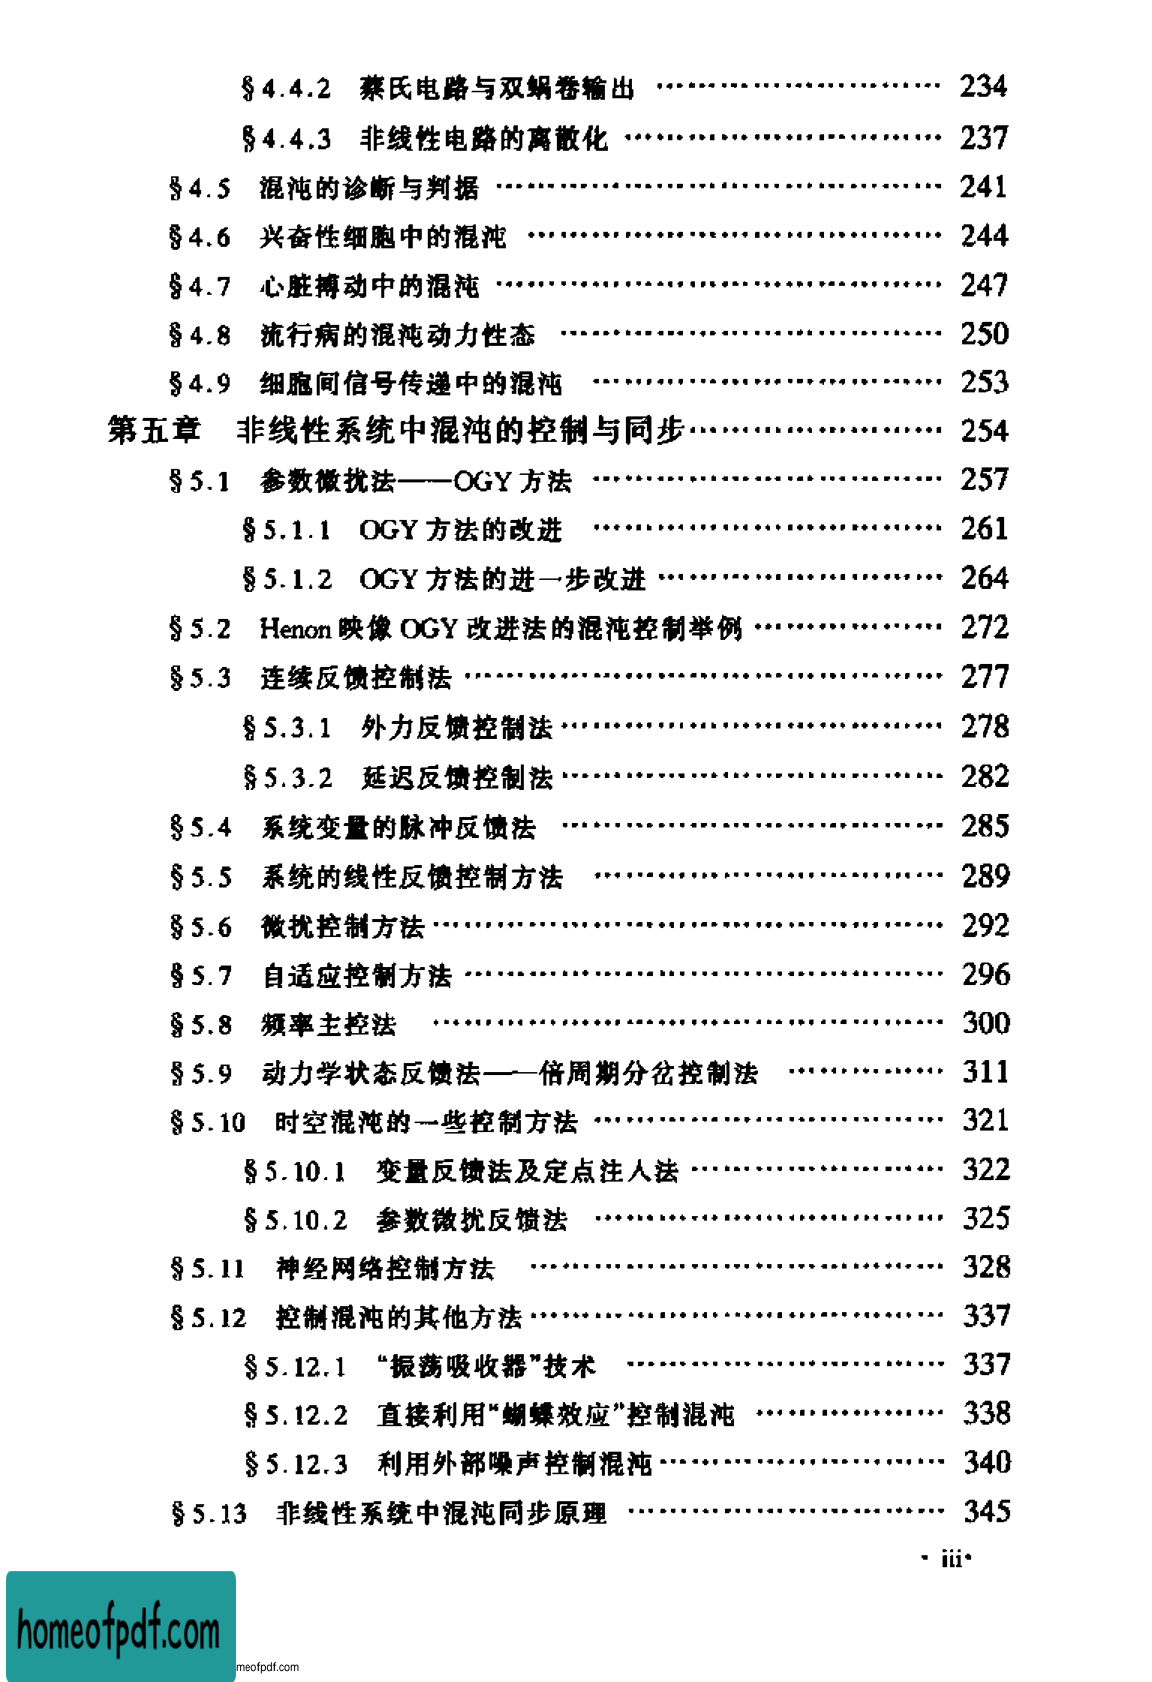 §4.4.2 蔡氏电路与双蜗卷输出 ………………………… 234
§4.4.3 非线性电路的离散化 ………………………… 237
§4.5 混沌的诊断与判据 ………………………… 241
§4.6 兴奋性细胞中的混沌 ………………………… 244
§4.7 心脏搏动中的混沌 ………………………… 247
§4.8 流行病的混沌动力性态 ………………………… 250
§4.9 细胞间信号传递中的混沌 ………………………… 253
第五章 非线性系统中混沌的控制与同步 ………………………… 254
§5.1 参数微扰法——OGY 方法 ………………………… 257
§5.1.1 OGY 方法的改进 ………………………… 261
§5.1.2 OGY 方法的进一步改进 ………………………… 264
§5.2 Henon 映像 OGY 改进法的混沌控制举例 ………………… 272
§5.3 连续反馈控制法 ………………………… 277
§5.3.1 外力反馈控制法 ………………………… 278
§5.3.2 延迟反馈控制法 ………………………… 282
§5.4 系统变量的脉冲反馈法 ………………………… 285
§5.5 系统的线性反馈控制方法 ………………………… 289
§5.6 微扰控制方法 ………………………… 292
§5.7 自适应控制方法 ………………………… 296
§5.8 频率主控法 ………………………… 300
§5.9 动力学状态反馈法——倍周期分岔控制法 ……………… 311
§5.10 时空混沌的一些控制方法 ………………………… 321
§5.10.1 变量反馈法及定点注入法 ………………………… 322
§5.10.2 参数微扰反馈法 ………………………… 325
§5.11 神经网络控制方法 ………………………… 328
§5.12 控制混沌的其他方法 ………………………… 337
§5.12.1 “振荡吸收器”技术 ………………………… 337
§5.12.2 直接利用“蝴蝶效应”控制混沌 ………………… 338
§5.12.3 利用外部噪声控制混沌 ………………………… 340
§5.13 非线性系统中混沌同步原理 ………………………… 345
· iii ·
homeofpdf.com
meofpdf.com